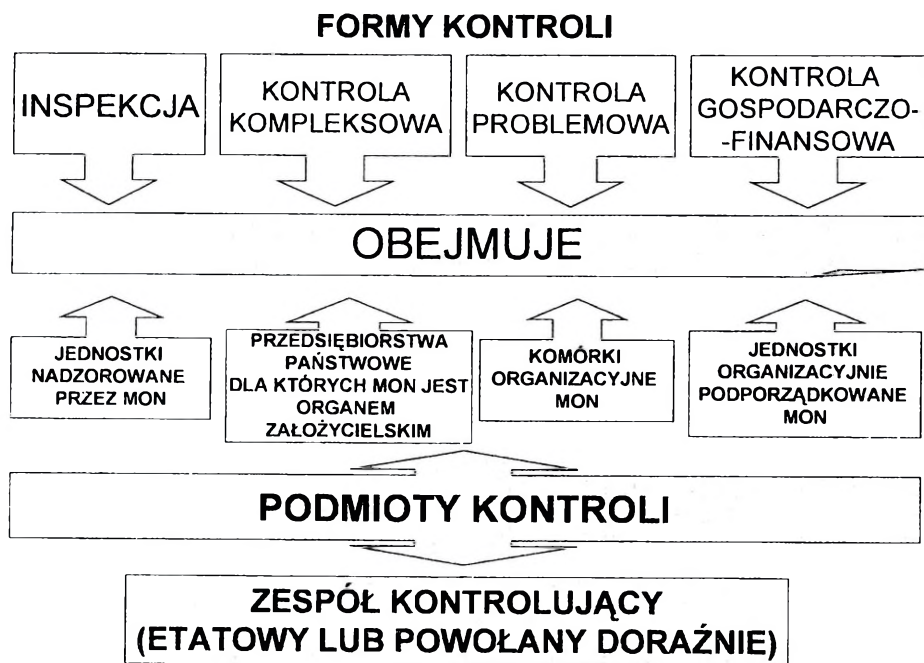 FORMY KONTROLI
INSPEKCJA
KONTROLA
KOMPLEKSOWA
KONTROLA
PROBLEMOWA
KONTROLA
GOSPODARCZO-
-FINANSOWA
OBEJMUJE
JEDNOSTKI
NADZOROWANE
PRZEZ MON
PRZEDSIĘBIORSTWA
PAŃSTWOWE
DLA KTÓRYCH MON JEST
ORGANEM
ZAŁOŻYCIELSKIM
KOMÓRKI
ORGANIZACYJNE
MON
JEDNOSTKI
ORGANIZACYJNIE
PODPORZĄDKOWANE
MON
PODMIOTY KONTROLI
ZESPÓŁ KONTROLUJĄCY
(ETATOWY LUB POWOŁANY DORAŹNIE)